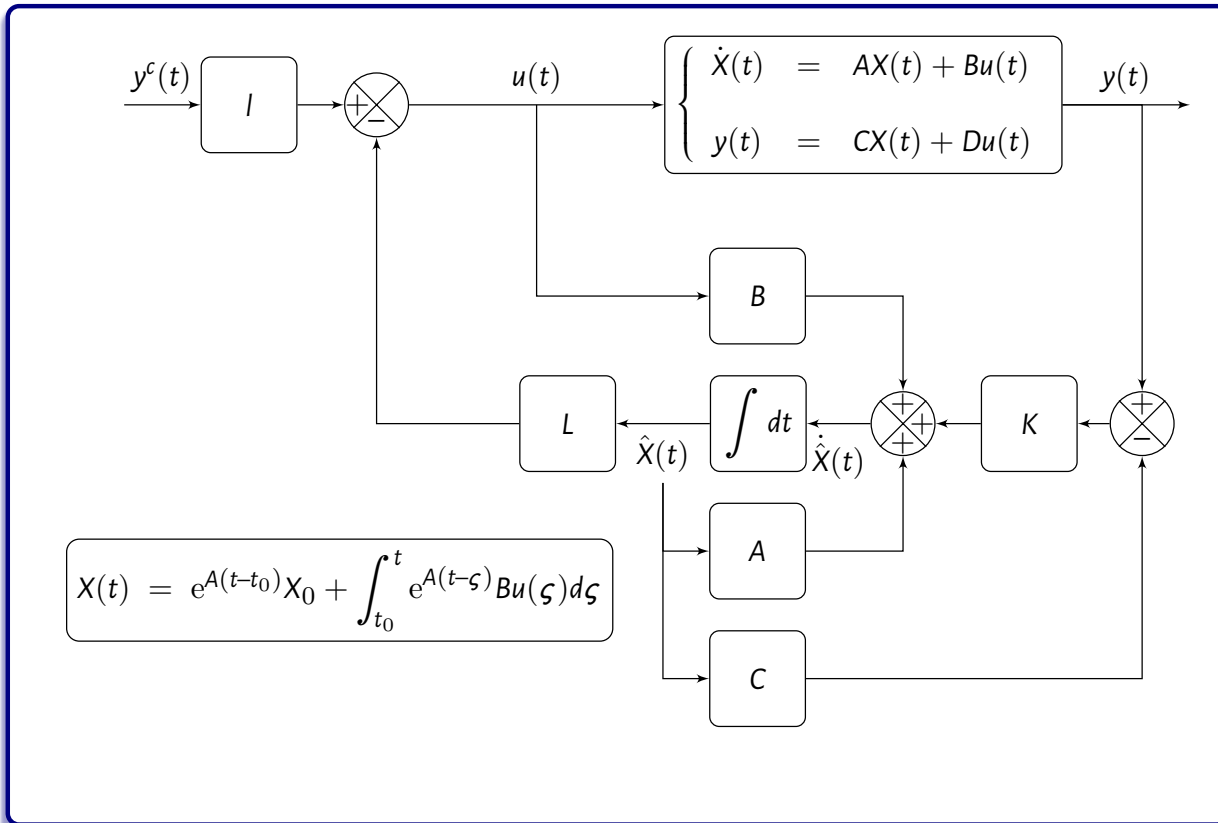 y^c(t)
I
+
−
u(t)
Ẋ(t) = AX(t) + Bu(t)
y(t) = CX(t) + Du(t)
y(t)
B
L
∫ dt
+
+
+
K
+
−
X̂(t)
Ẋ̂(t)
A
X(t) = e^{A(t−t_0)}X_0 + ∫_{t_0}^{t} e^{A(t−ς)}Bu(ς)dς
C